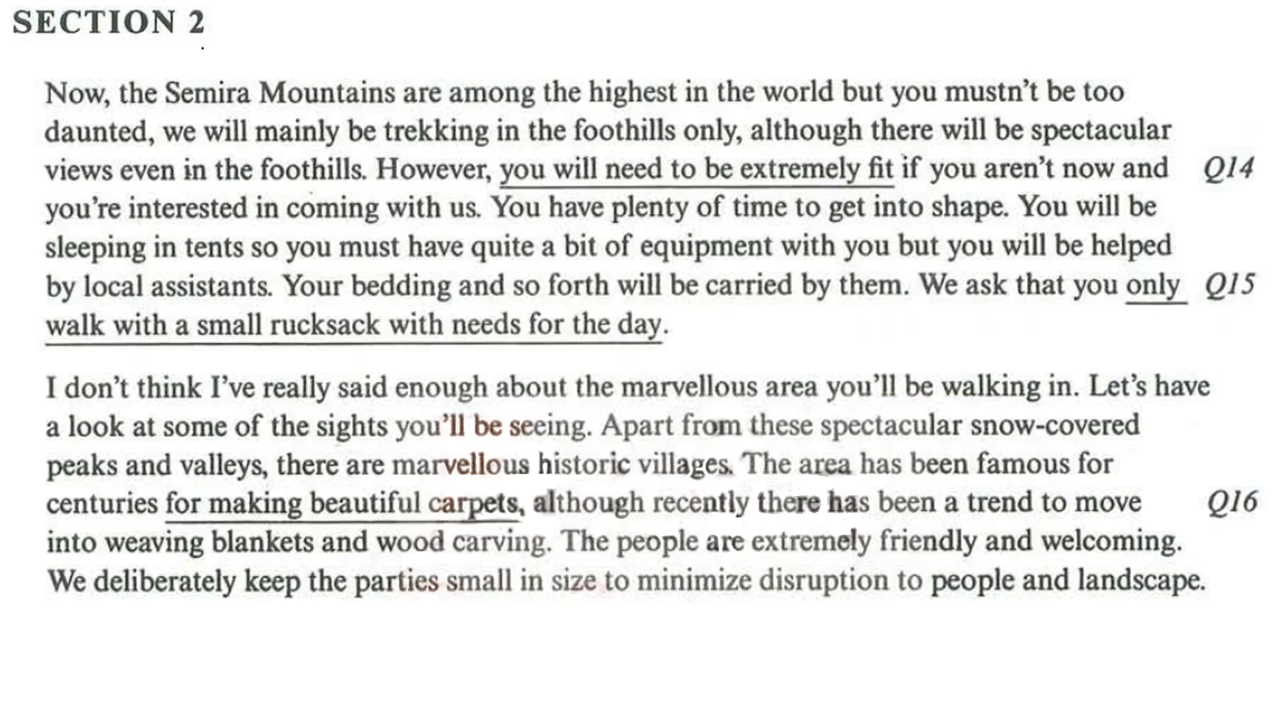 SECTION 2
Now, the Semira Mountains are among the highest in the world but you mustn't be too
daunted, we will mainly be trekking in the foothills only, although there will be spectacular
views even in the foothills. However, you will need to be extremely fit if you aren't now and Q14
you're interested in coming with us. You have plenty of time to get into shape. You will be
sleeping in tents so you must have quite a bit of equipment with you but you will be helped
by local assistants. Your bedding and so forth will be carried by them. We ask that you only Q15
walk with a small rucksack with needs for the day.
I don't think I've really said enough about the marvellous area you'll be walking in. Let's have
a look at some of the sights you'll be seeing. Apart from these spectacular snow-covered
peaks and valleys, there are marvellous historic villages. The area has been famous for
centuries for making beautiful carpets, although recently there has been a trend to move Q16
into weaving blankets and wood carving. The people are extremely friendly and welcoming.
We deliberately keep the parties small in size to minimize disruption to people and landscape.